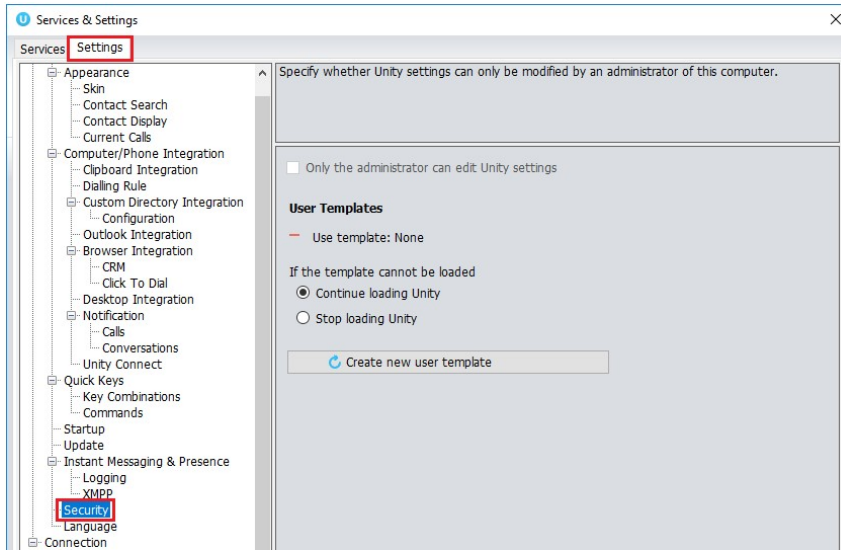 Services & Settings
Services
Settings
Appearance
Skin
Contact Search
Contact Display
Current Calls
Computer/Phone Integration
Clipboard Integration
Dialling Rule
Custom Directory Integration
Configuration
Outlook Integration
Browser Integration
CRM
Click To Dial
Desktop Integration
Notification
Calls
Conversations
Unity Connect
Quick Keys
Key Combinations
Commands
Startup
Update
Instant Messaging & Presence
Logging
XMPP
Security
Language
Connection
Specify whether Unity settings can only be modified by an administrator of this computer.
Only the administrator can edit Unity settings
User Templates
Use template: None
If the template cannot be loaded
Continue loading Unity
Stop loading Unity
Create new user template